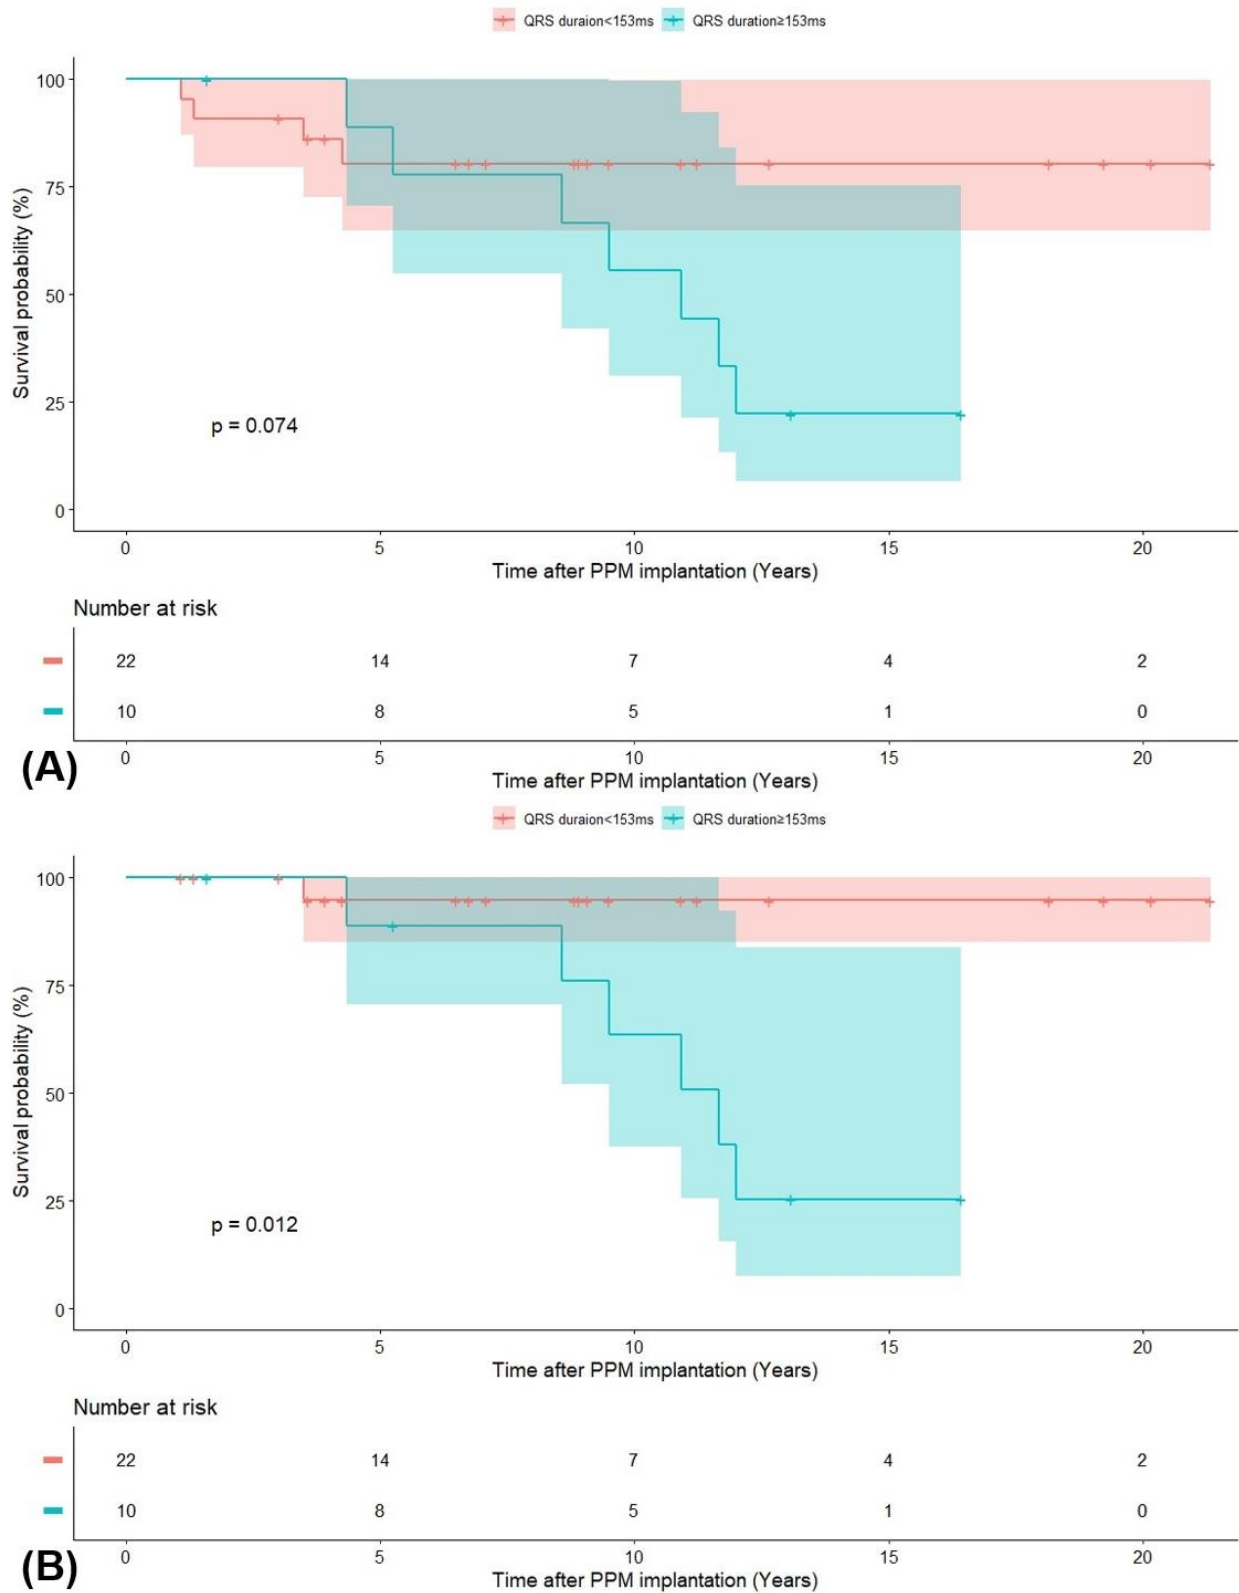 QRS duraion<153ms QRS duration≥153ms
100
75
50
25
0
Survival probability (%)
p = 0.074
0 5 10 15 20
Time after PPM implantation (Years)
Number at risk
22 14 7 4 2
10 8 5 1 0
0 5 10 15 20
Time after PPM implantation (Years)
(A)
QRS duraion<153ms QRS duration≥153ms
100
75
50
25
0
Survival probability (%)
p = 0.012
0 5 10 15 20
Time after PPM implantation (Years)
Number at risk
22 14 7 4 2
10 8 5 1 0
0 5 10 15 20
Time after PPM implantation (Years)
(B)